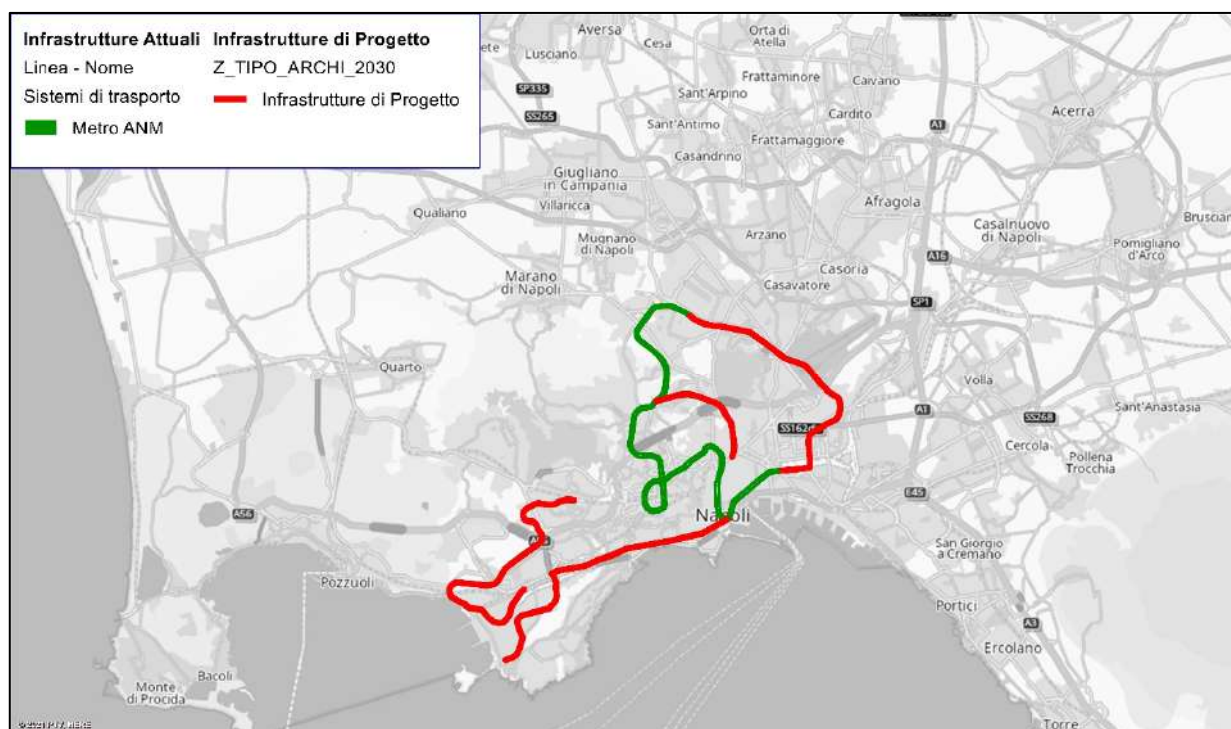 Infrastrutture Attuali Infrastrutture di Progetto
Linea - Nome Z_TIPO_ARCHI_2030
Sistemi di trasporto Infrastrutture di Progetto
Metro ANM
Aversa
Cesa
Orta di
Atella
Lusciano
Frattaminore
Caivano
SP335
Sant'Arpino
SS265
Sant'Antimo
Cardito
Acerra
A1
Frattamaggiore
Casandrino
Giugliano
in Campania
Villaricca
Qualiano
Afragola
Casalnuovo
di Napoli
Mugnano
di Napoli
Arzano
Pomigliano
d'Arco
A16
Marano
di Napoli
Casoria
Casavatore
SP1
Quarto
Volla
SS268
Sant'Anastasia
A1
Cercola
Pollena
Trocchia
E45
A56
Napoli
San Giorgio
a Cremano
Pozzuoli
Portici
A3
Ercolano
Bacoli
Monte
di Procida
Torre